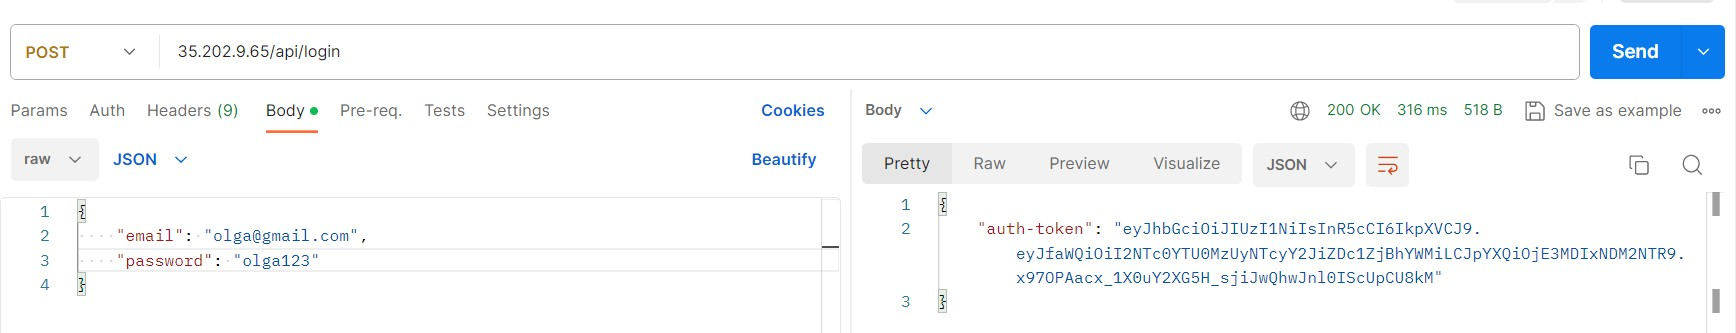 POST
35.202.9.65/api/login
Send
Params Auth Headers (9) Body Pre-req. Tests Settings Cookies
raw JSON Beautify
1 {
2 "email": "olga@gmail.com",
3 "password": "olga123"
4 }
Body 200 OK 316 ms 518 B Save as example
Pretty Raw Preview Visualize JSON
1 {
2 "auth-token": "eyJhbGciOiJIUzI1NiIsInR5cCI6IkpXVCJ9.
eyJfaWQiOiI2NTc0YTU0MzUyNTcyY2JiZDc1ZjBhYWMiLCJpYXQiOjE3MDIxNDM2NTR9.
x97OPAacx_1X0uY2XG5H_sjiJwQhwJnl0IScUpCU8kM"
3 }